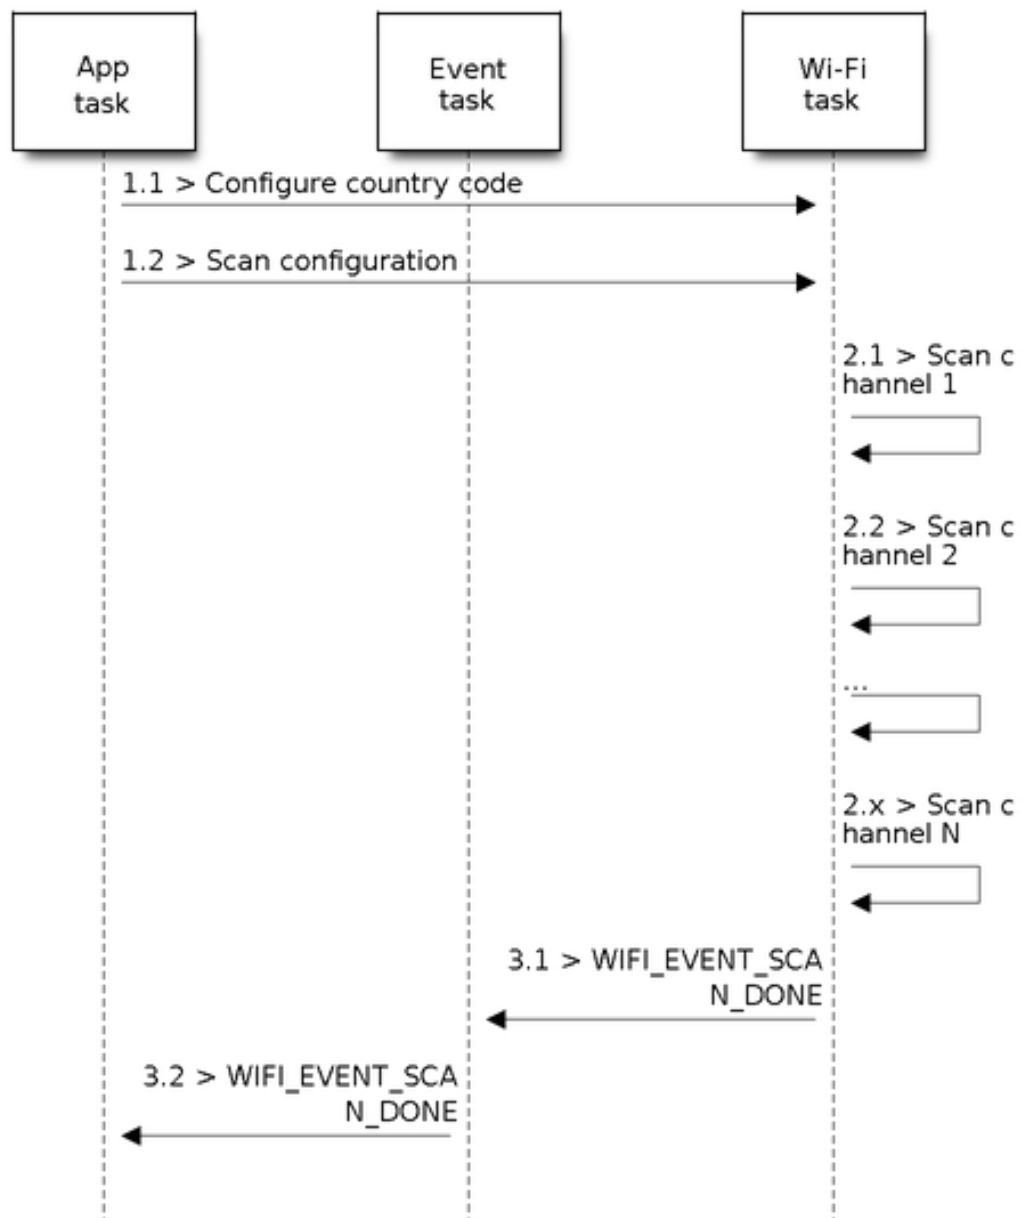 App
task
Event
task
Wi-Fi
task
1.1 > Configure country code
1.2 > Scan configuration
2.1 > Scan c
hannel 1
2.2 > Scan c
hannel 2
...
2.x > Scan c
hannel N
3.1 > WIFI_EVENT_SCA
N_DONE
3.2 > WIFI_EVENT_SCA
N_DONE